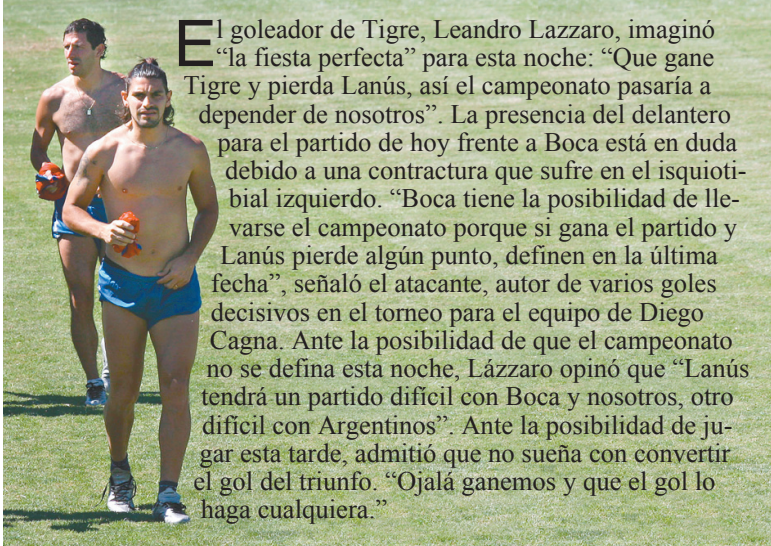 El goleador de Tigre, Leandro Lazzaro, imaginó
“la fiesta perfecta” para esta noche: “Que gane
Tigre y pierda Lanús, así el campeonato pasaría a
depender de nosotros”. La presencia del delantero
para el partido de hoy frente a Boca está en duda
debido a una contractura que sufre en el isquioti-
bial izquierdo. “Boca tiene la posibilidad de lle-
varse el campeonato porque si gana el partido y
Lanús pierde algún punto, definen en la última
fecha”, señaló el atacante, autor de varios goles
decisivos en el torneo para el equipo de Diego
Cagna. Ante la posibilidad de que el campeonato
no se defina esta noche, Lázzaro opinó que “Lanús
tendrá un partido difícil con Boca y nosotros, otro
difícil con Argentinos”. Ante la posibilidad de ju-
gar esta tarde, admitió que no sueña con convertir
el gol del triunfo. “Ojalá ganemos y que el gol lo
haga cualquiera.”